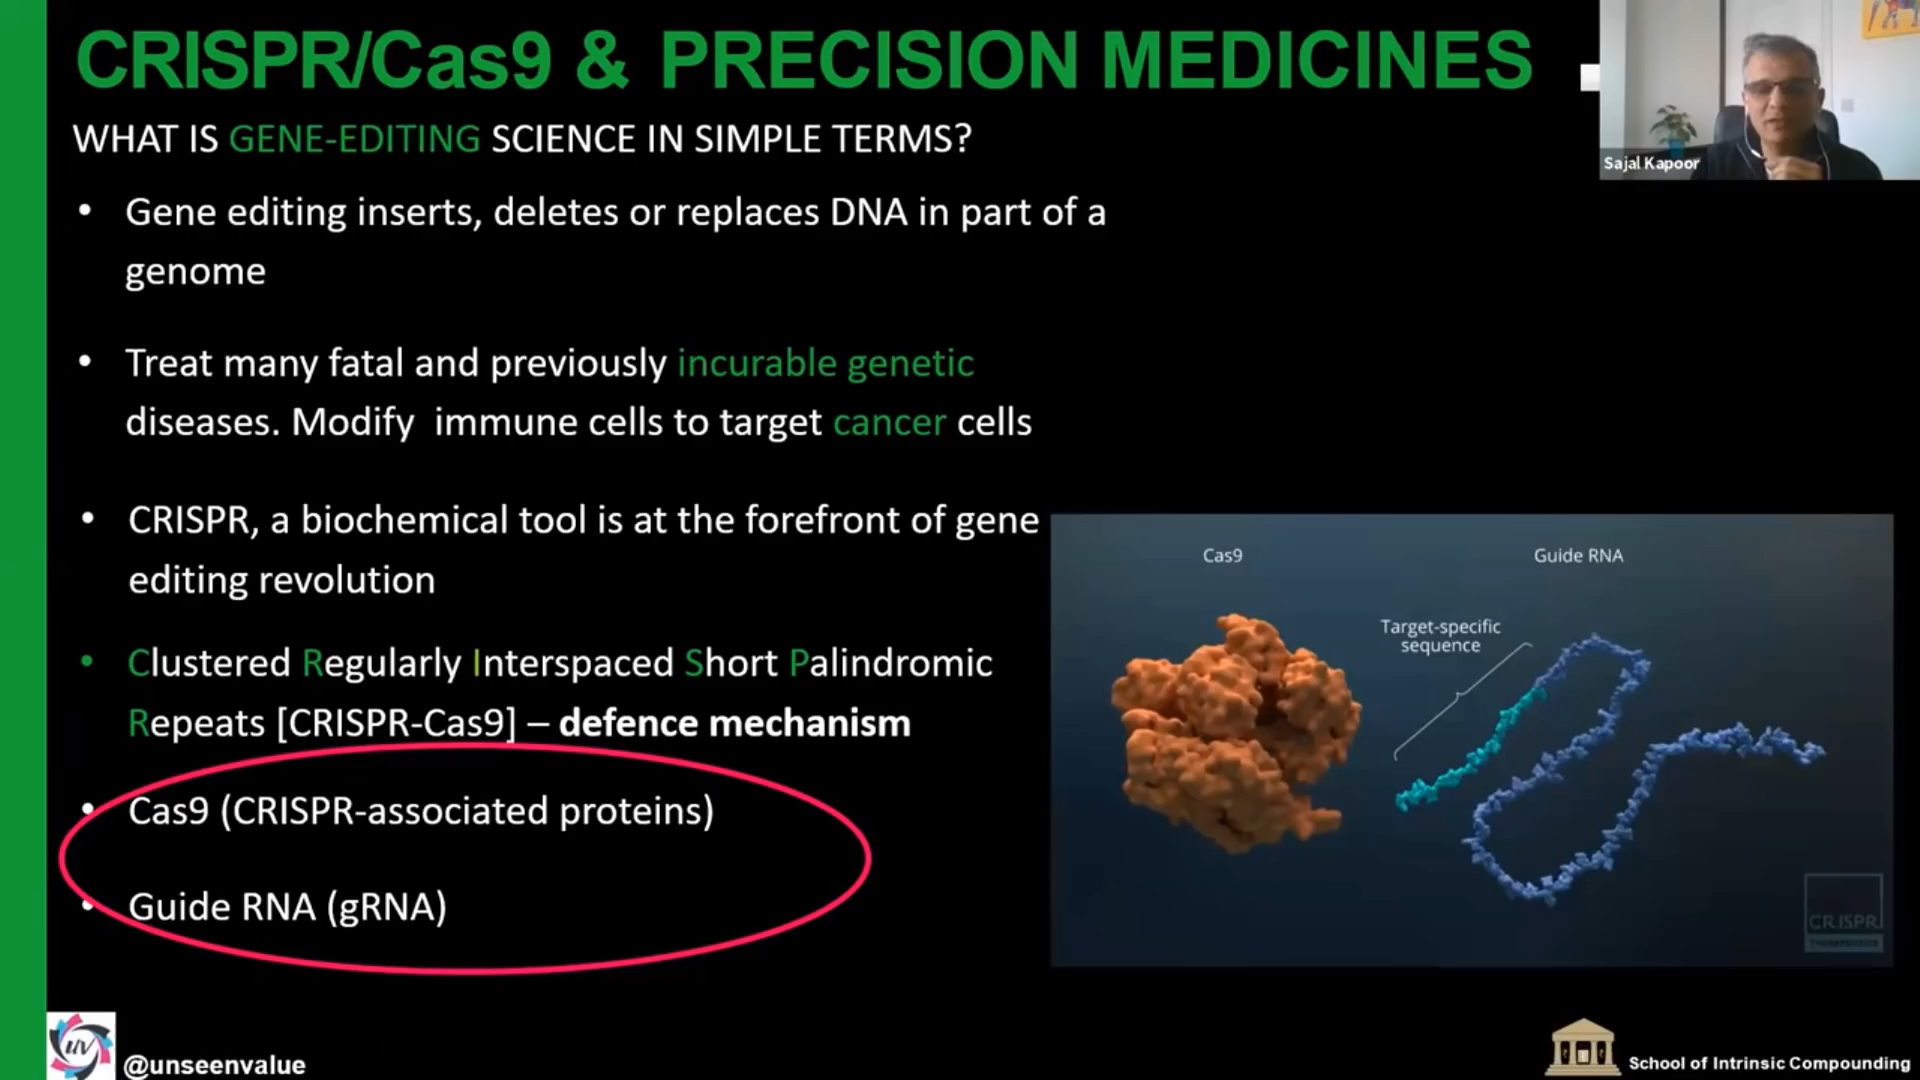 CRISPR/Cas9 & PRECISION MEDICINES
WHAT IS GENE-EDITING SCIENCE IN SIMPLE TERMS?
• Gene editing inserts, deletes or replaces DNA in part of a
genome
• Treat many fatal and previously incurable genetic
diseases. Modify immune cells to target cancer cells
• CRISPR, a biochemical tool is at the forefront of gene
editing revolution
• Clustered Regularly Interspaced Short Palindromic
Repeats [CRISPR-Cas9] – defence mechanism
• Cas9 (CRISPR-associated proteins)
• Guide RNA (gRNA)
Sajal Kapoor
Cas9
Guide RNA
Target-specific
sequence
CRISPR
THERAPEUTICS
UV
@unseenvalue
School of Intrinsic Compounding